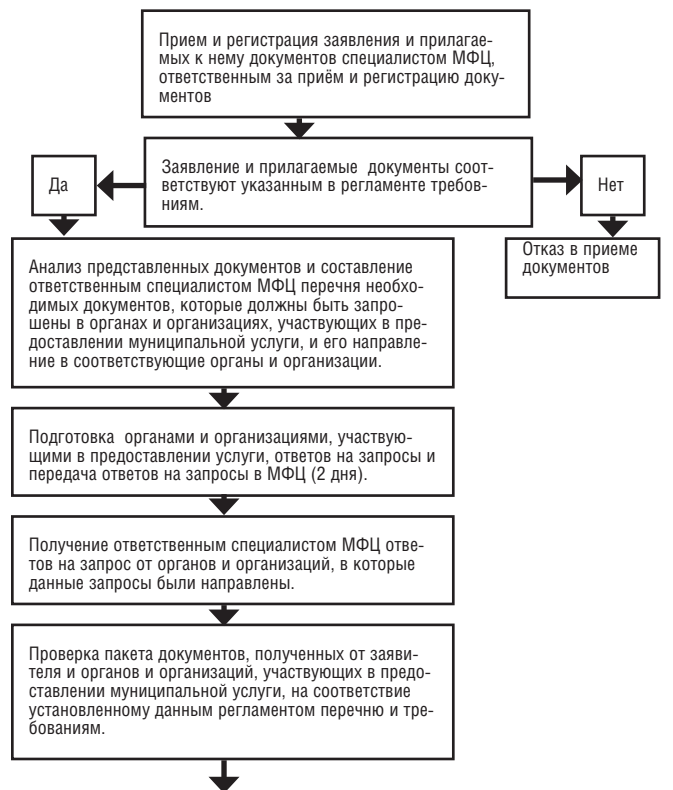 Прием и регистрация заявления и прилагае-
мых к нему документов специалистом МФЦ,
ответственным за приём и регистрацию доку-
ментов
Заявление и прилагаемые документы соот-
ветствуют указанным в регламенте требов-
ниям.
Да
Нет
Отказ в приеме
документов
Анализ представленных документов и составление
ответственным специалистом МФЦ перечня необхо-
димых документов, которые должны быть запро-
шены в органах и организациях, участвующих в пре-
доставлении муниципальной услуги, и его направле-
ние в соответствующие органы и организации.
Подготовка органами и организациями, участвую-
щими в предоставлении услуги, ответов на запросы и
передача ответов на запросы в МФЦ (2 дня).
Получение ответственным специалистом МФЦ отве-
тов на запрос от органов и организаций, в которые
данные запросы были направлены.
Проверка пакета документов, полученных от заяви-
теля и органов и организаций, участвующих в предо-
ставлении муниципальной услуги, на соответствие
установленному данным регламентом перечню и тре-
бованиям.